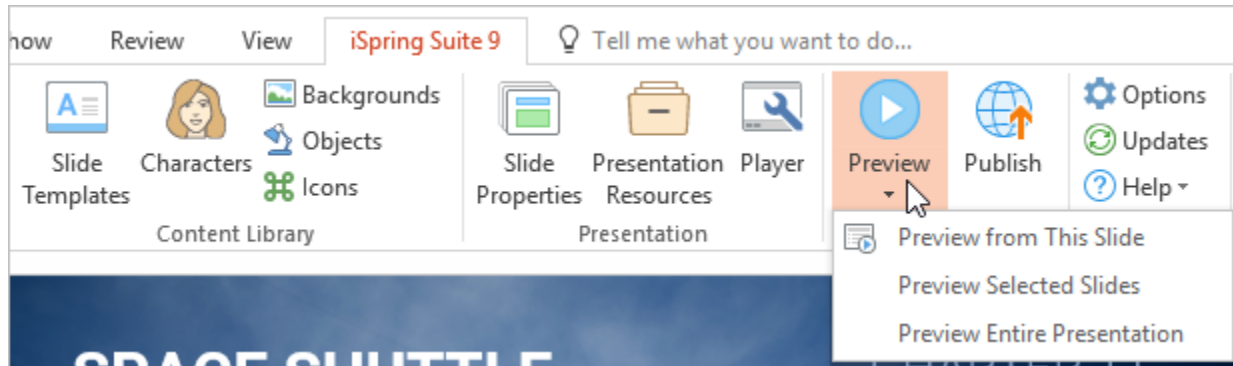 how Review View iSpring Suite 9 Tell me what you want to do...
Slide Templates
Characters
Backgrounds
Objects
Icons
Content Library
Slide Properties
Presentation Resources
Player
Presentation
Preview
Publish
Options
Updates
Help
Preview from This Slide
Preview Selected Slides
Preview Entire Presentation
SPACE SHUTTLE